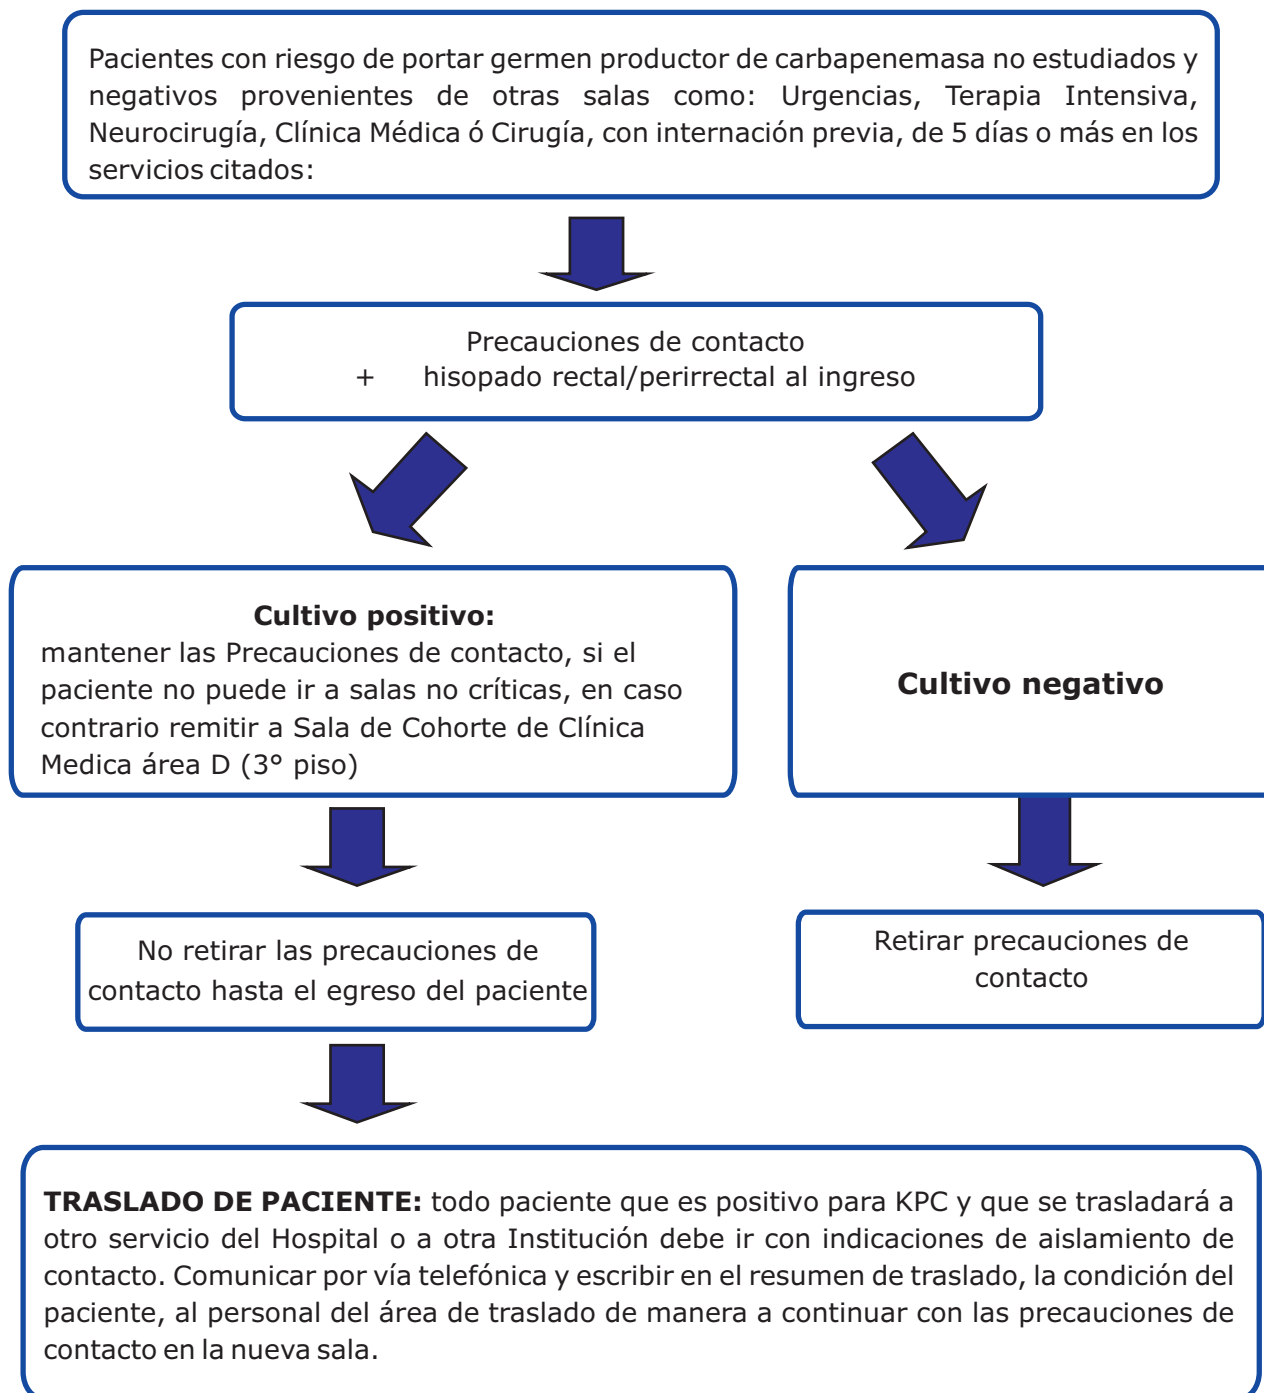 Pacientes con riesgo de portar germen productor de carbapenemasa no estudiados y
negativos provenientes de otras salas como: Urgencias, Terapia Intensiva,
Neurocirugía, Clínica Médica ó Cirugía, con internación previa, de 5 días o más en los
servicios citados:
Precauciones de contacto
+ hisopado rectal/perirrectal al ingreso
Cultivo positivo:
mantener las Precauciones de contacto, si el
paciente no puede ir a salas no críticas, en caso
contrario remitir a Sala de Cohorte de Clínica
Medica área D (3° piso)
Cultivo negativo
No retirar las precauciones de
contacto hasta el egreso del paciente
Retirar precauciones de
contacto
TRASLADO DE PACIENTE: todo paciente que es positivo para KPC y que se trasladará a
otro servicio del Hospital o a otra Institución debe ir con indicaciones de aislamiento de
contacto. Comunicar por vía telefónica y escribir en el resumen de traslado, la condición del
paciente, al personal del área de traslado de manera a continuar con las precauciones de
contacto en la nueva sala.